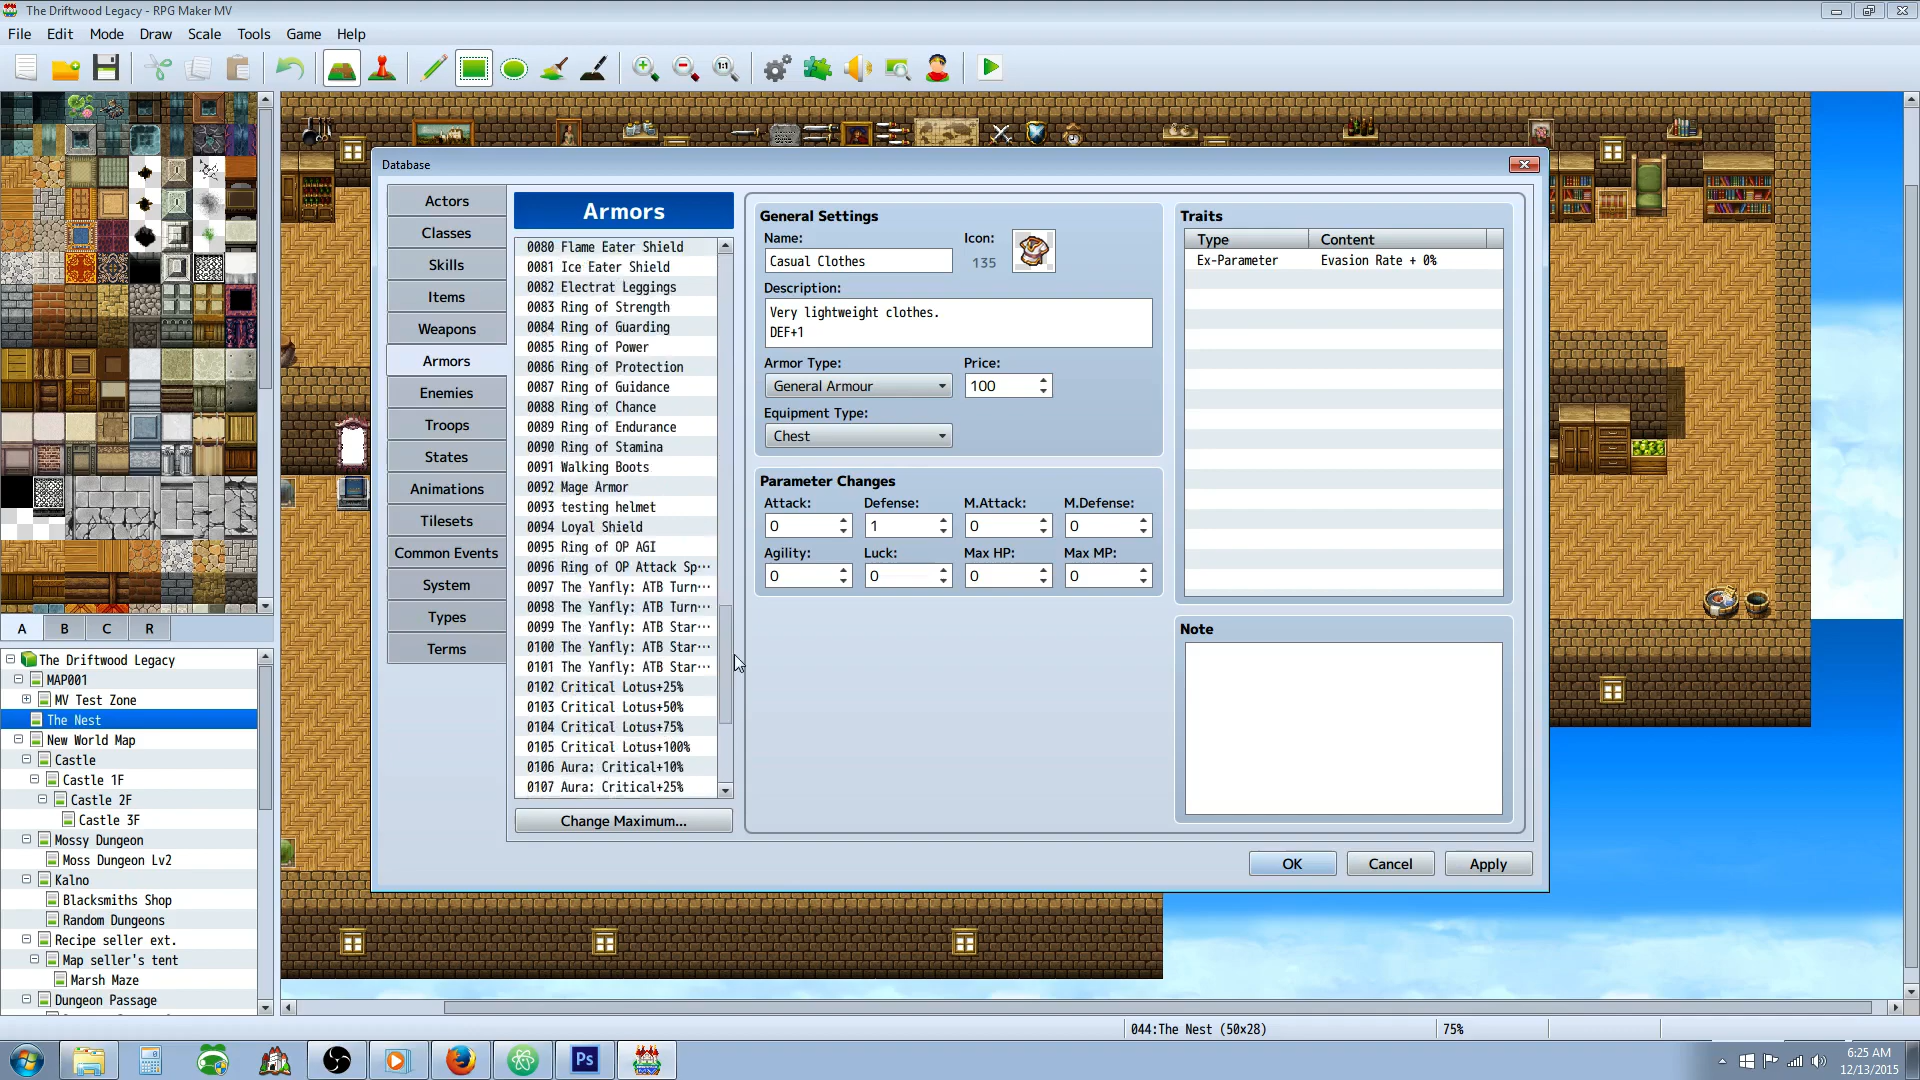 The Driftwood Legacy - RPG Maker MV
File Edit Mode Draw Scale Tools Game Help
1:1
Database
Actors
Classes
Skills
Items
Weapons
Armors
Enemies
Troops
States
Animations
Tilesets
Common Events
System
Types
Terms
Armors
0080 Flame Eater Shield
0081 Ice Eater Shield
0082 Electrat Leggings
0083 Ring of Strength
0084 Ring of Guarding
0085 Ring of Power
0086 Ring of Protection
0087 Ring of Guidance
0088 Ring of Chance
0089 Ring of Endurance
0090 Ring of Stamina
0091 Walking Boots
0092 Mage Armor
0093 testing helmet
0094 Loyal Shield
0095 Ring of OP AGI
0096 Ring of OP Attack Sp…
0097 The Yanfly: ATB Turn…
0098 The Yanfly: ATB Turn…
0099 The Yanfly: ATB Star…
0100 The Yanfly: ATB Star…
0101 The Yanfly: ATB Star…
0102 Critical Lotus+25%
0103 Critical Lotus+50%
0104 Critical Lotus+75%
0105 Critical Lotus+100%
0106 Aura: Critical+10%
0107 Aura: Critical+25%
Change Maximum...
General Settings
Name: Icon:
Casual Clothes 135
Description:
Very lightweight clothes.
DEF+1
Armor Type: Price:
General Armour 100
Equipment Type:
Chest
Parameter Changes
Attack: Defense: M.Attack: M.Defense:
0 1 0 0
Agility: Luck: Max HP: Max MP:
0 0 0 0
Traits
Type Content
Ex-Parameter Evasion Rate + 0%
Note
OK Cancel Apply
A B C R
The Driftwood Legacy
MAP001
MV Test Zone
The Nest
New World Map
Castle
Castle 1F
Castle 2F
Castle 3F
Mossy Dungeon
Moss Dungeon Lv2
Kalno
Blacksmiths Shop
Random Dungeons
Recipe seller ext.
Map seller's tent
Marsh Maze
Dungeon Passage
044:The Nest (50x28) 75%
Ps
6:25 AM
12/13/2015